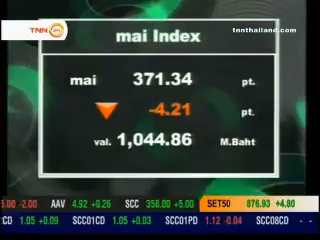 TNN 24
tnnthailand.com
mai Index
mai 371.34 pt.
-4.21 pt.
val. 1,044.86 M.Baht
.00 -2.00 AAV 4.92 +0.26 SCC 358.00 +5.00 SET50 876.93 +4.80
CD 1.05 +0.09 SCC01CD 1.05 +0.03 SCC01PD 1.12 -0.04 SCC08CD - -